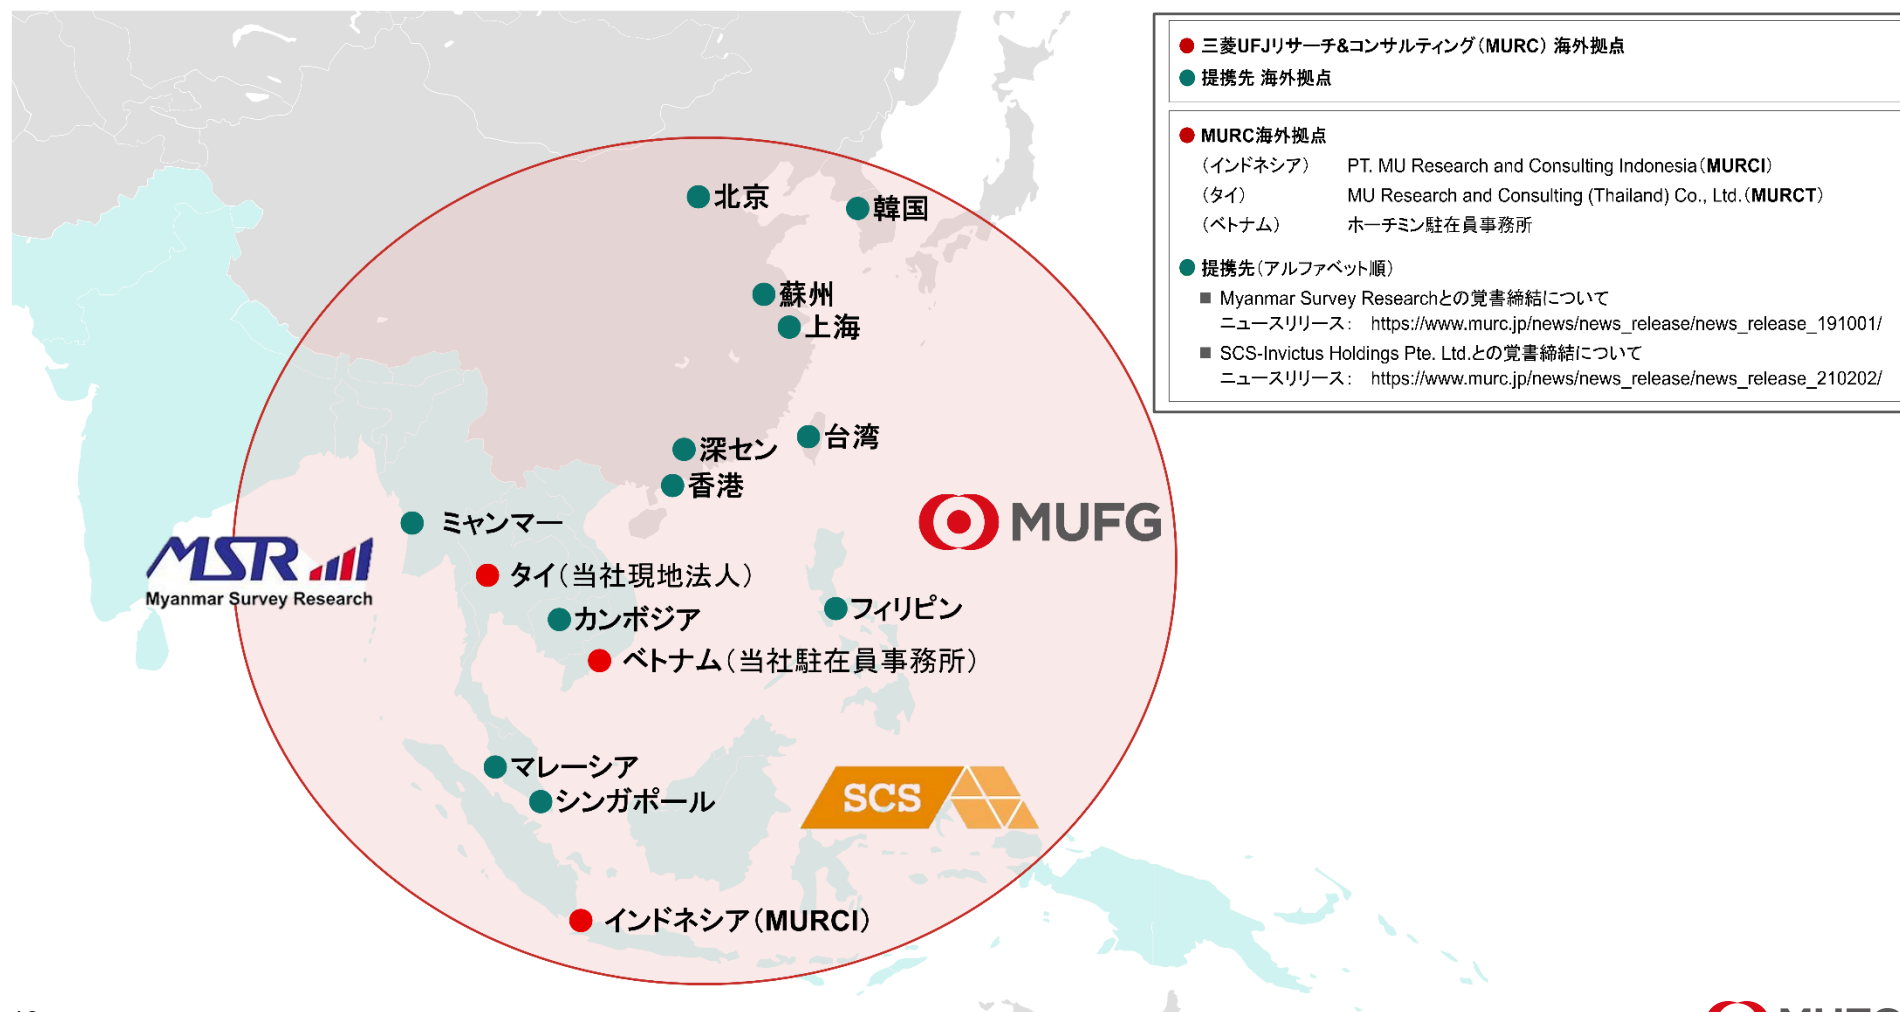 ● 三菱UFJリサーチ&コンサルティング(MURC) 海外拠点
● 提携先 海外拠点
● MURC海外拠点
(インドネシア) PT. MU Research and Consulting Indonesia(MURCI)
(タイ) MU Research and Consulting (Thailand) Co., Ltd.(MURCT)
(ベトナム) ホーチミン駐在員事務所
● 提携先(アルファベット順)
■ Myanmar Survey Researchとの覚書締結について
ニュースリリース: https://www.murc.jp/news/news_release/news_release_191001/
■ SCS-Invictus Holdings Pte. Ltd.との覚書締結について
ニュースリリース: https://www.murc.jp/news/news_release/news_release_210202/
北京
韓国
蘇州
上海
台湾
深セン
香港
ミャンマー
MUFG
MSR
Myanmar Survey Research
タイ(当社現地法人)
カンボジア
フィリピン
ベトナム(当社駐在員事務所)
マレーシア
シンガポール
SCS
インドネシア(MURCI)
MUFG